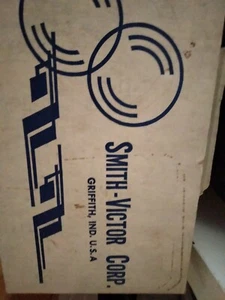 SMITH-VICTOR CORP.
GRIFFITH, IND. U.S.A